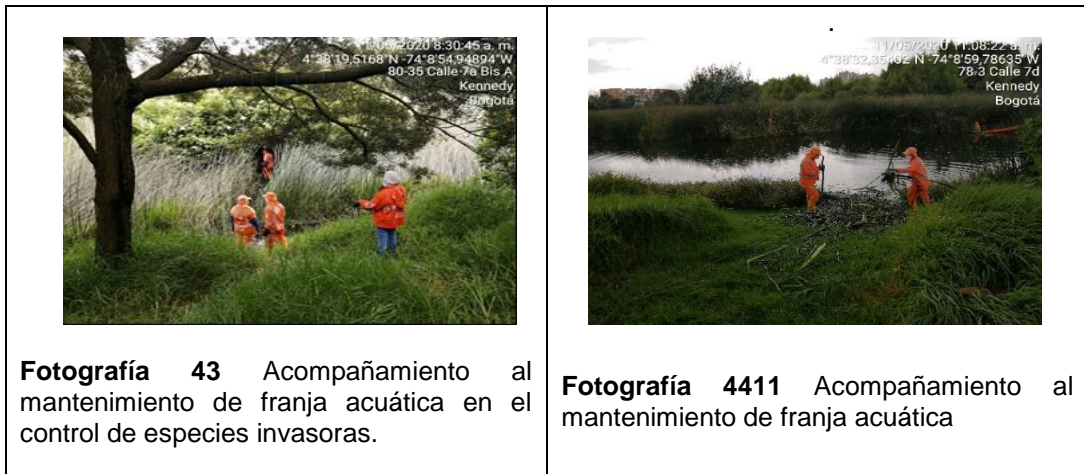 11/05/2020 8:30:45 a. m.
4°38'19,5168"N -74°8'54,94894"W
80-35 Calle 7a Bis A
Kennedy
Bogotá
Fotografía 43 Acompañamiento al
mantenimiento de franja acuática en el
control de especies invasoras.
11/05/2020 11:08:22 a. m.
4°38'32,35402 N -74°8'59,78635"W
78-3 Calle 7d
Kennedy
Bogotá
Fotografía 4411 Acompañamiento al
mantenimiento de franja acuática